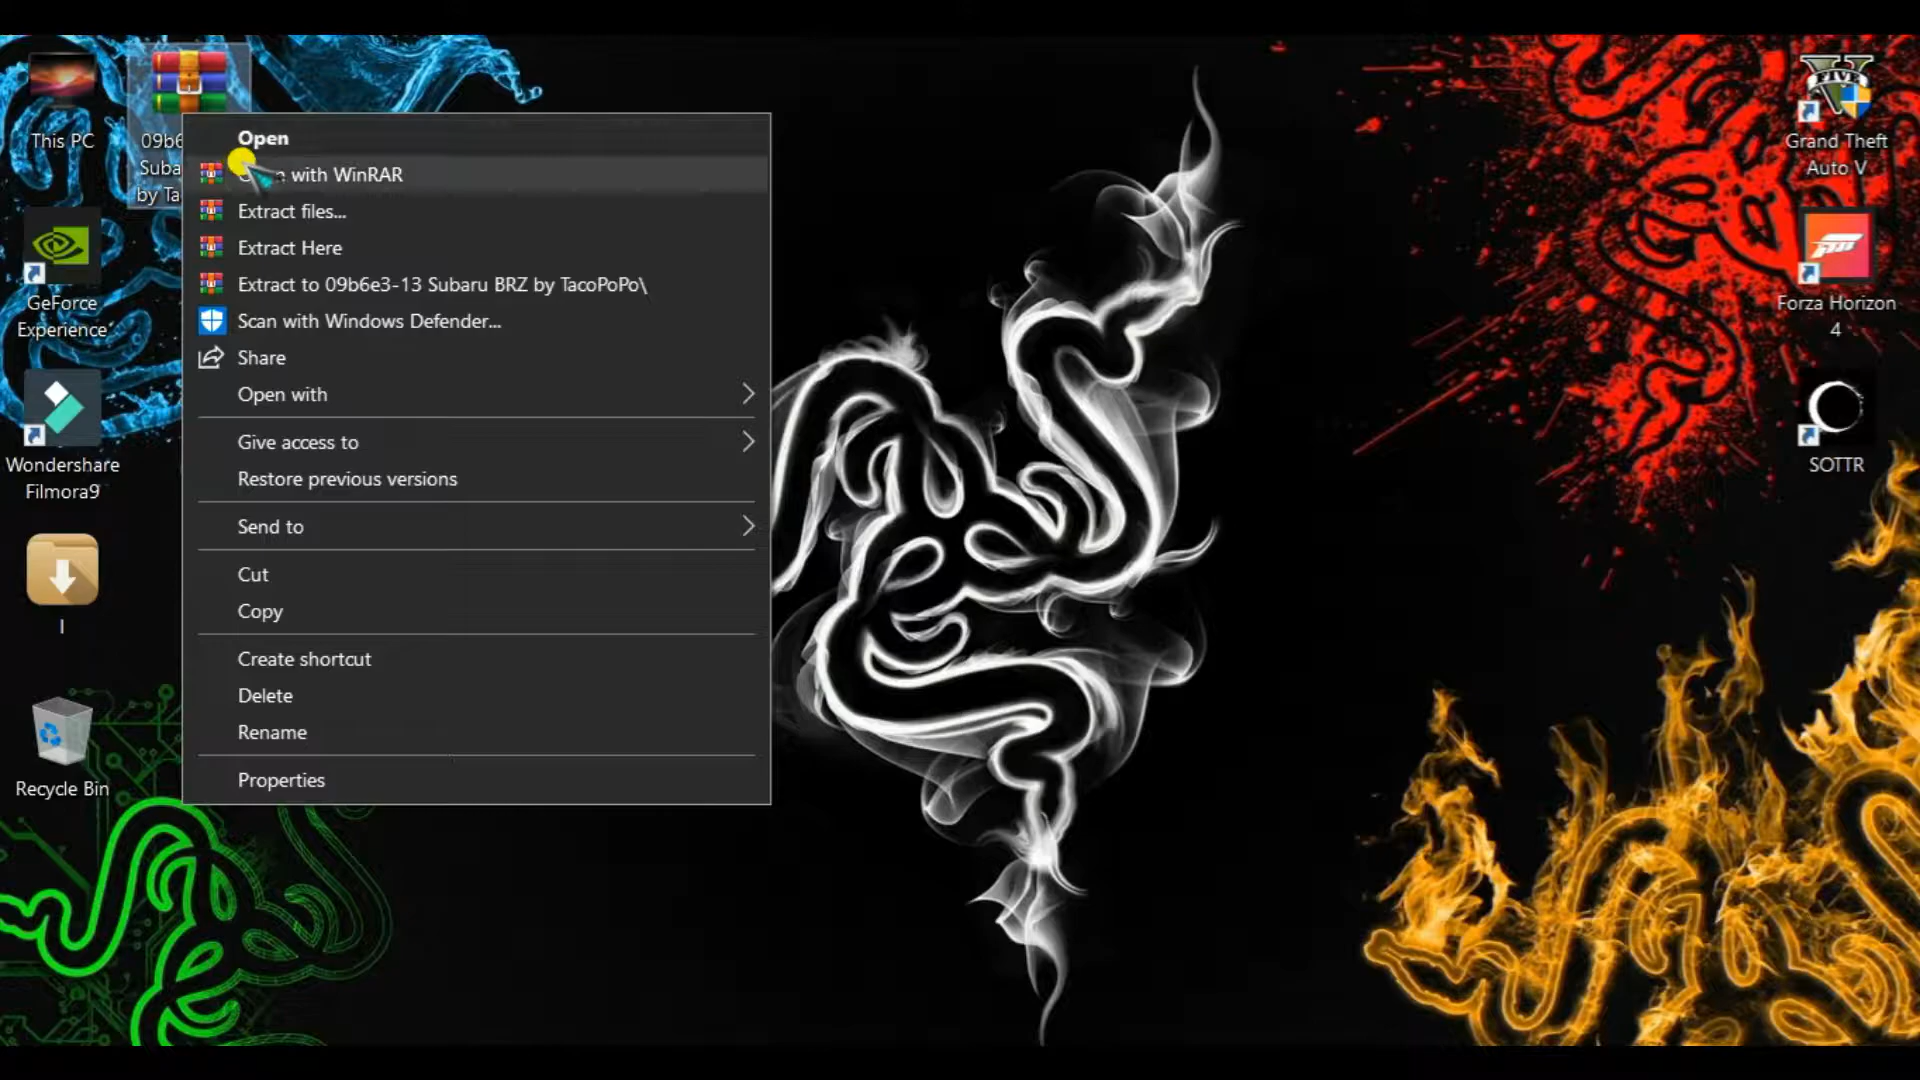 This PC
09b6
Suba
by Ta
GeForce
Experience
Wondershare
Filmora9
I
Recycle Bin
Open
with WinRAR
Extract files...
Extract Here
Extract to 09b6e3-13 Subaru BRZ by TacoPoPo\
Scan with Windows Defender...
Share
Open with
Give access to
Restore previous versions
Send to
Cut
Copy
Create shortcut
Delete
Rename
Properties
FIVE
Grand Theft
Auto V
Forza Horizon
4
SOTTR